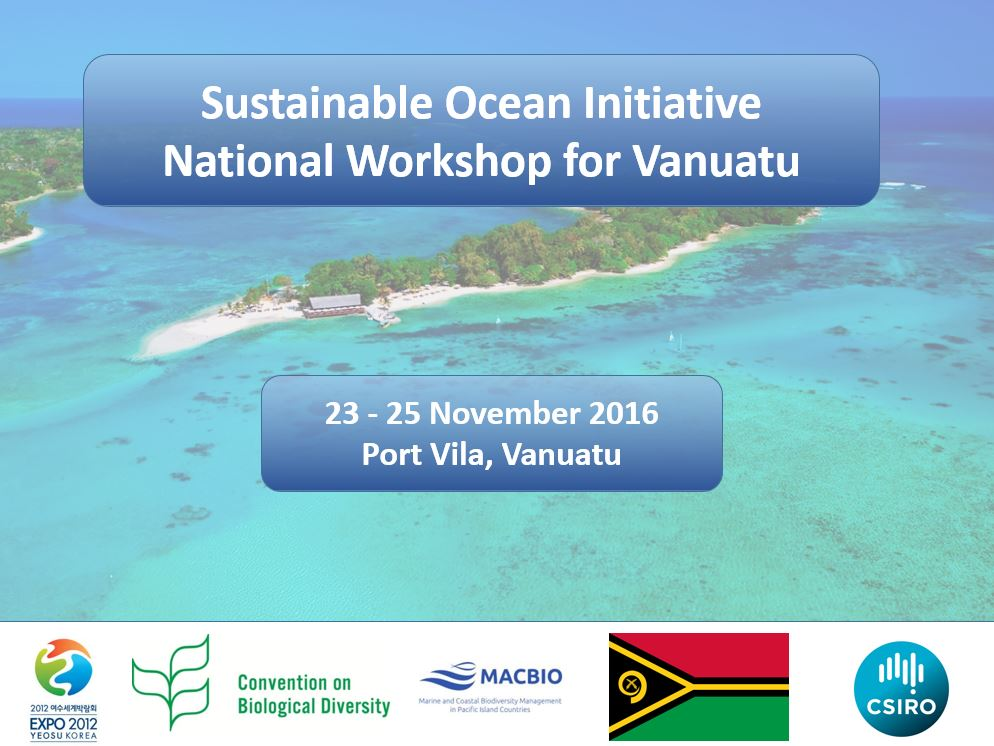 Sustainable Ocean Initiative
National Workshop for Vanuatu
23 - 25 November 2016
Port Vila, Vanuatu
2012 여수세계박람회
EXPO 2012
YEOSU KOREA
Convention on
Biological Diversity
MACBIO
Marine and Coastal Biodiversity Management
in Pacific Island Countries
CSIRO